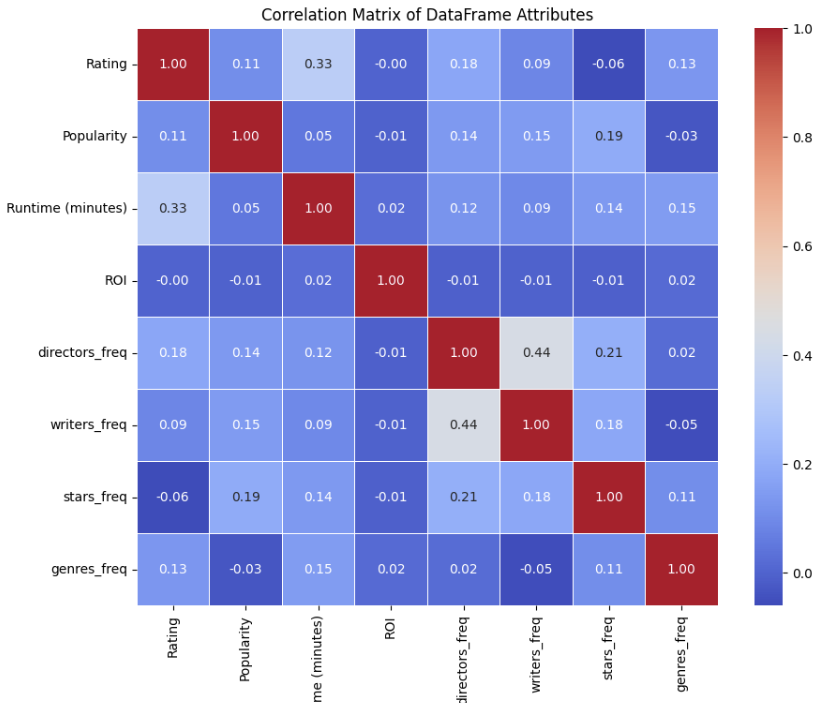 Correlation Matrix of DataFrame Attributes
Rating 1.00 0.11 0.33 -0.00 0.18 0.09 -0.06 0.13
Popularity 0.11 1.00 0.05 -0.01 0.14 0.15 0.19 -0.03
Runtime (minutes) 0.33 0.05 1.00 0.02 0.12 0.09 0.14 0.15
ROI -0.00 -0.01 0.02 1.00 -0.01 -0.01 -0.01 0.02
directors_freq 0.18 0.14 0.12 -0.01 1.00 0.44 0.21 0.02
writers_freq 0.09 0.15 0.09 -0.01 0.44 1.00 0.18 -0.05
stars_freq -0.06 0.19 0.14 -0.01 0.21 0.18 1.00 0.11
genres_freq 0.13 -0.03 0.15 0.02 0.02 -0.05 0.11 1.00
Rating
Popularity
me (minutes)
ROI
directors_freq
writers_freq
stars_freq
genres_freq
1.0
0.8
0.6
0.4
0.2
0.0